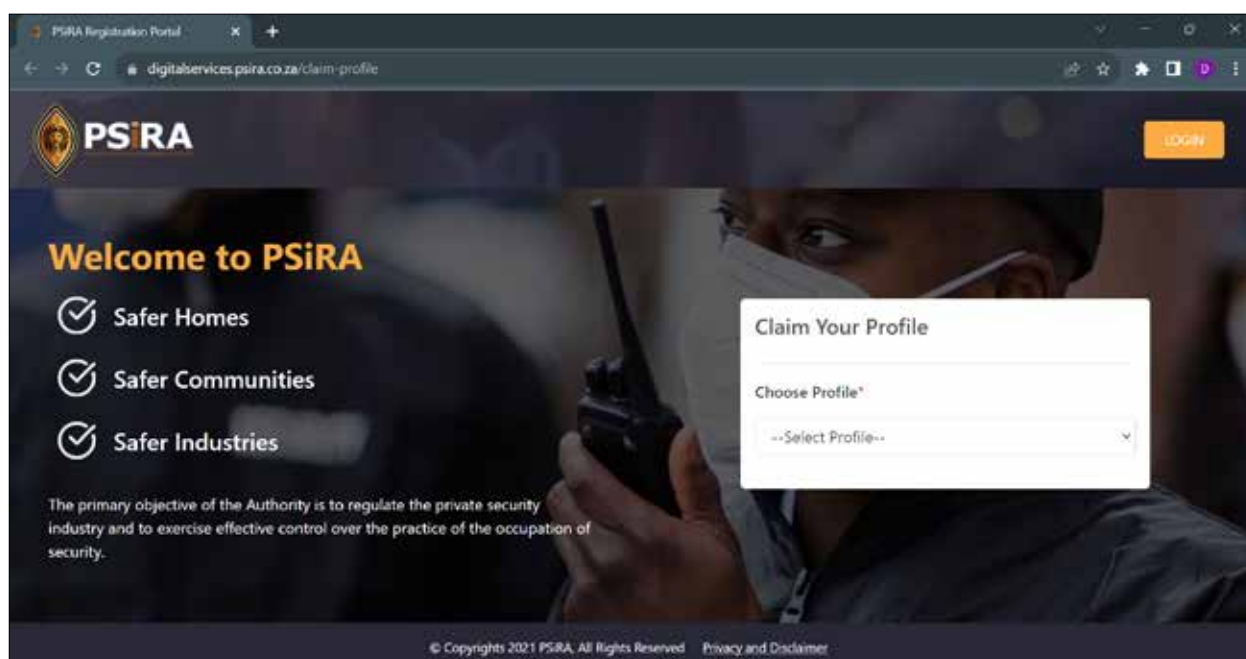 PSiRA Registration Portal
digitalservices.psira.co.za/claim-profile
D
PSiRA
LOGIN
Welcome to PSiRA
Safer Homes
Safer Communities
Safer Industries
The primary objective of the Authority is to regulate the private security
industry and to exercise effective control over the practice of the occupation of
security.
Claim Your Profile
Choose Profile*
--Select Profile--
© Copyrights 2021 PSiRA, All Rights Reserved Privacy and Disclaimer